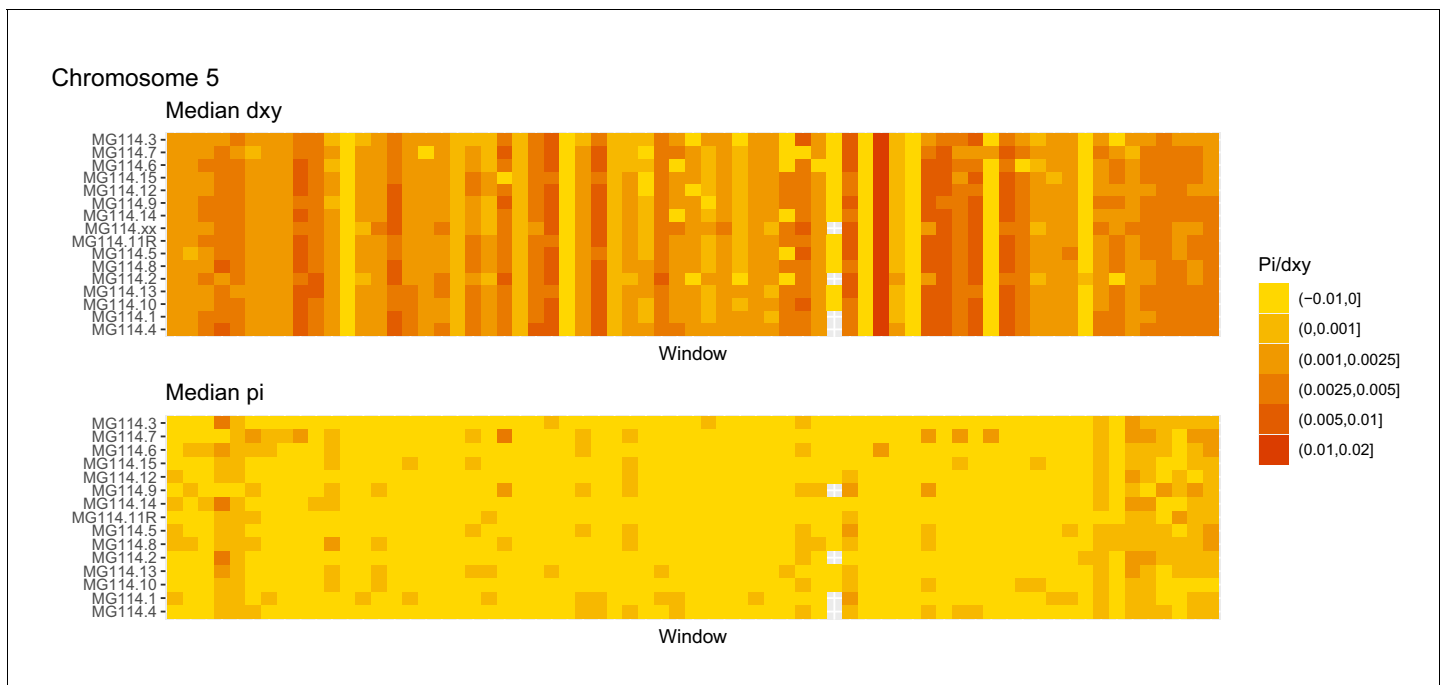 Chromosome 5
Median dxy
MG114.3
MG114.7
MG114.6
MG114.15
MG114.12
MG114.9
MG114.14
MG114.xx
MG114.11R
MG114.5
MG114.8
MG114.2
MG114.13
MG114.10
MG114.1
MG114.4
Window
Median pi
MG114.3
MG114.7
MG114.6
MG114.15
MG114.12
MG114.9
MG114.14
MG114.11R
MG114.5
MG114.8
MG114.2
MG114.13
MG114.10
MG114.1
MG114.4
Window
Pi/dxy
(−0.01,0]
(0,0.001]
(0.001,0.0025]
(0.0025,0.005]
(0.005,0.01]
(0.01,0.02]